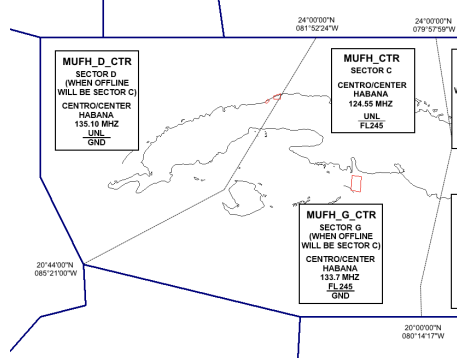 24°00'00"N
081°52'24"W
24°00'00"N
079°57'59"W
MUFH_D_CTR
SECTOR D
(WHEN OFFLINE
WILL BE SECTOR C)
CENTRO/CENTER
HABANA
135.10 MHZ
UNL
GND
MUFH_CTR
SECTOR C
CENTRO/CENTER
HABANA
124.55 MHZ
UNL
FL245
MUFH_G_CTR
SECTOR G
(WHEN OFFLINE
WILL BE SECTOR C)
CENTRO/CENTER
HABANA
133.7 MHZ
FL245
GND
20°44'00"N
085°21'00"W
20°00'00"N
080°14'17"W